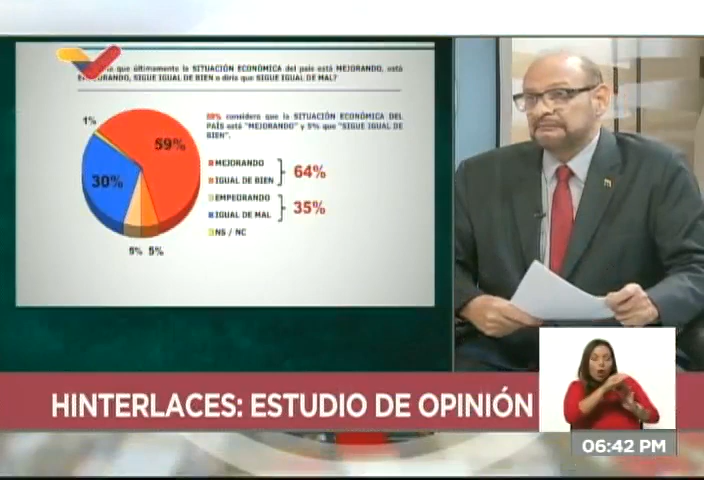 que últimamente la SITUACIÓN ECONÓMICA del país está MEJORANDO, está
SIGUE IGUAL DE BIEN o diría que SIGUE IGUAL DE MAL?
considera que la SITUACIÓN ECONÓMICA DEL
PAÍS está "MEJORANDO" y 5% que "SIGUE IGUAL DE
BIEN".
1%
59%
30%
5% 5%
MEJORANDO
IGUAL DE BIEN
64%
EMPEORANDO
IGUAL DE MAL
35%
NS / NC
HINTERLACES: ESTUDIO DE OPINIÓN
06:42 PM